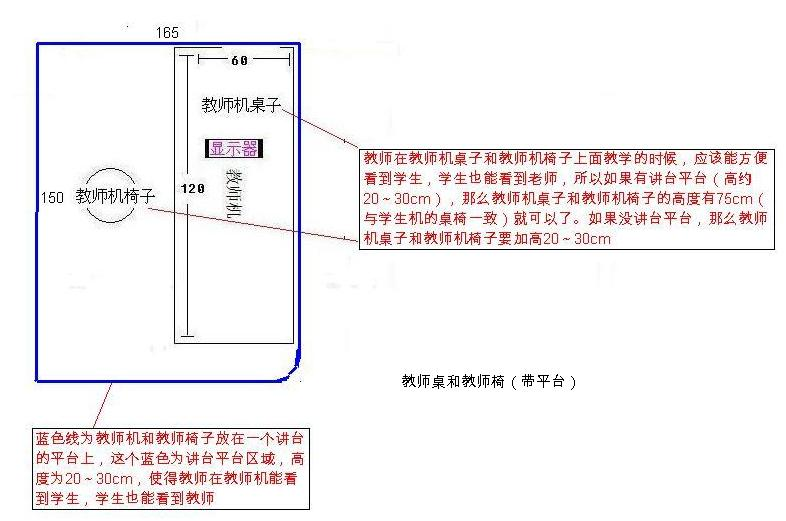 165
60
教师机桌子
显示器
教师机
120
150
教师机椅子
教师在教师机桌子和教师机椅子上面教学的时候，应该能方便
看到学生，学生也能看到老师，所以如果有讲台平台（高约
20～30cm），那么教师机桌子和教师机椅子的高度有75cm（
与学生机的桌椅一致）就可以了。如果没讲台平台，那么教师
机桌子和教师机椅子要加高20～30cm
教师桌和教师椅（带平台）
蓝色线为教师机和教师椅子放在一个讲台
的平台上，这个蓝色为讲台平台区域，高
度为20～30cm，使得教师在教师机能看
到学生，学生也能看到教师